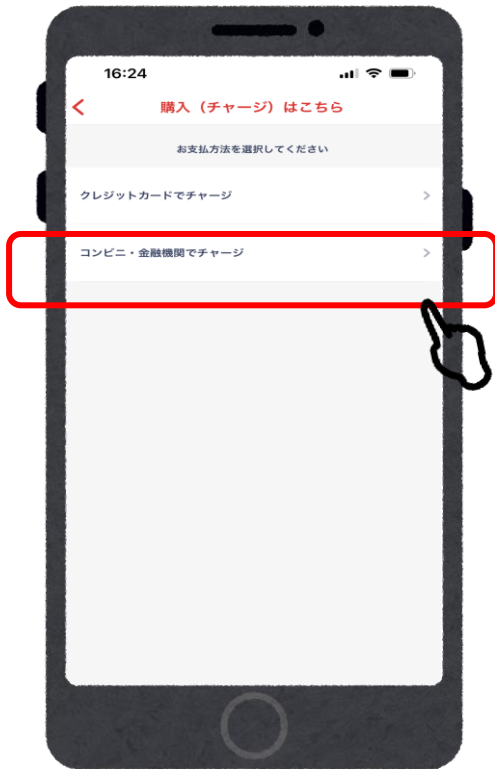 16:24
購入（チャージ）はこちら
お支払方法を選択してください
クレジットカードでチャージ
コンビニ・金融機関でチャージ